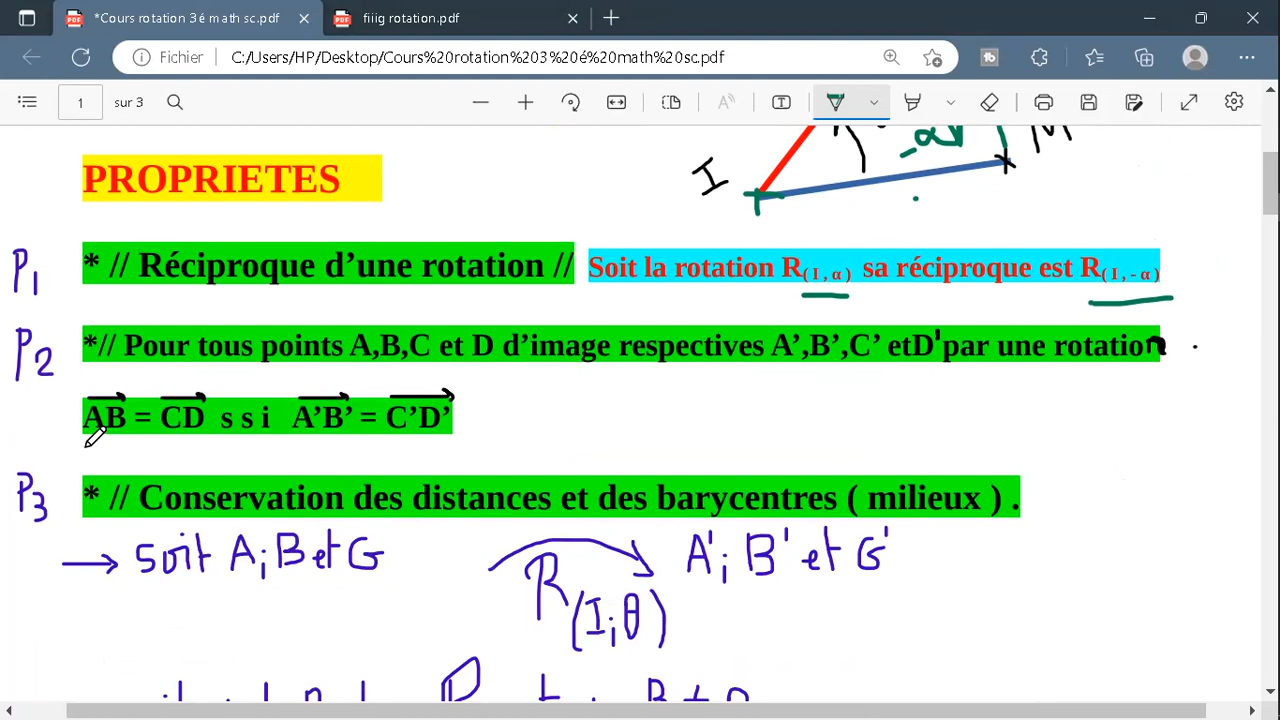 *Cours rotation 3é math sc.pdf
fiiig rotation.pdf
Fichier
C:/Users/HP/Desktop/Cours%20rotation%203%20é%20math%20sc.pdf
1 sur 3
I
-α
M
PROPRIETES
P1
* // Réciproque d’une rotation // Soit la rotation R( I , α) sa réciproque est R( I , - α)
P2
*// Pour tous points A,B,C et D d’image respectives A’,B’,C’ etD'par une rotation
AB = CD s s i A’B’ = C’D’
P3
* // Conservation des distances et des barycentres ( milieux ) .
→ soit A; B et G
R(I;θ)
A'; B' et G'